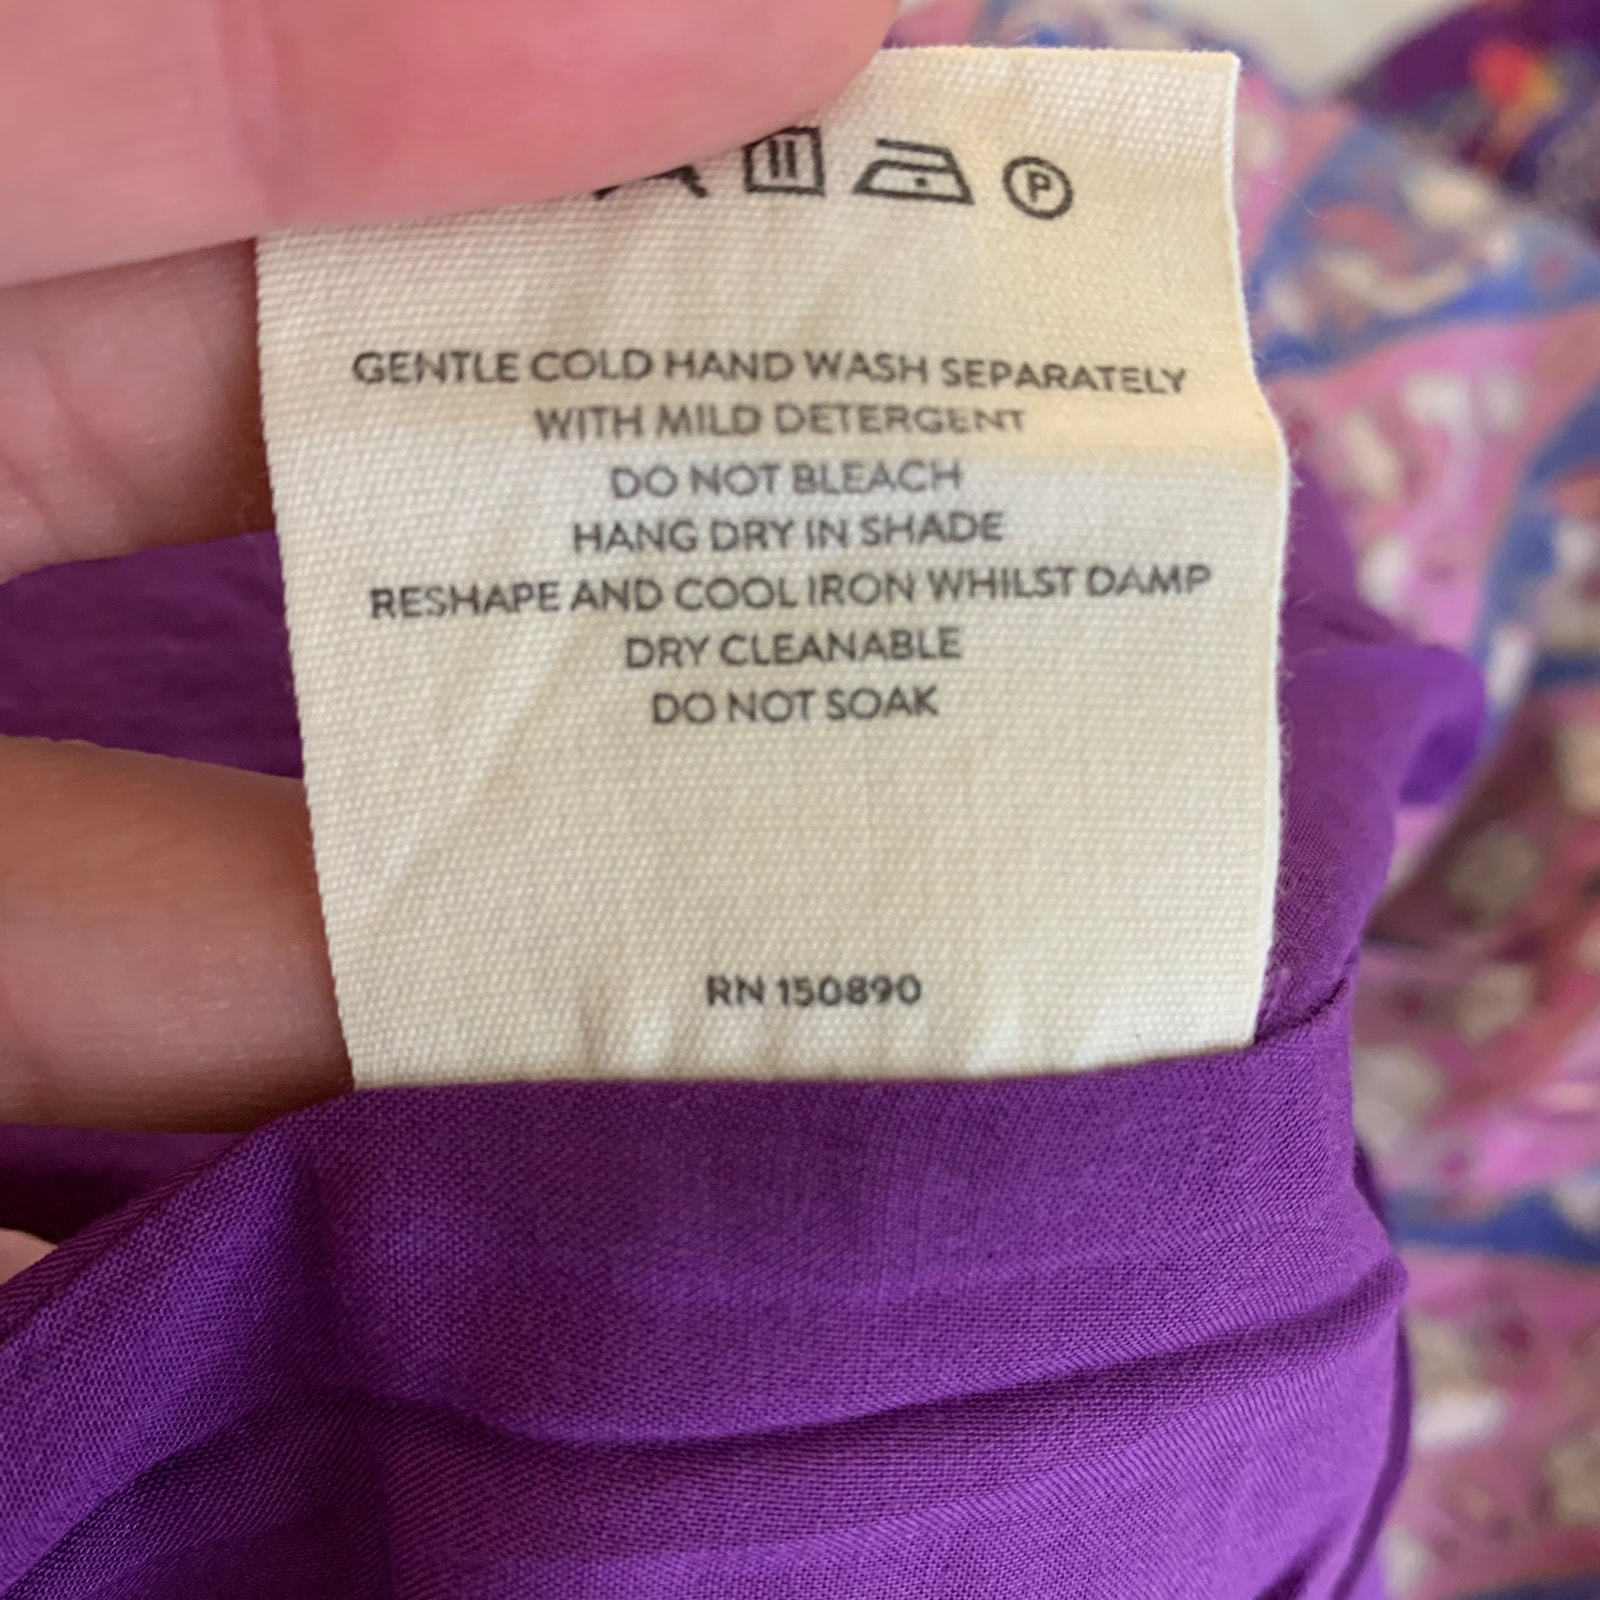 P
GENTLE COLD HAND WASH SEPARATELY
WITH MILD DETERGENT
DO NOT BLEACH
HANG DRY IN SHADE
RESHAPE AND COOL IRON WHILST DAMP
DRY CLEANABLE
DO NOT SOAK
RN 150890